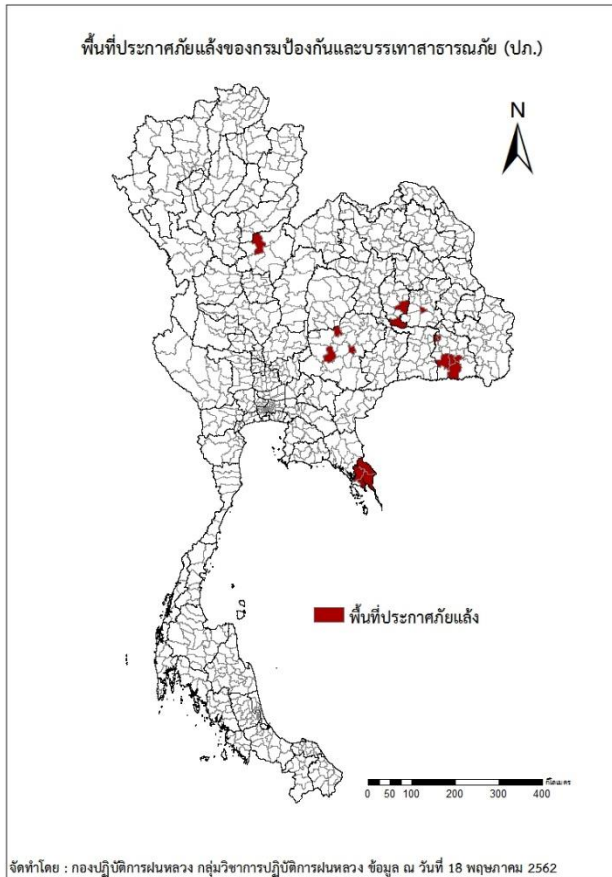 พื้นที่ประกาศภัยแล้งของกรมป้องกันและบรรเทาสาธารณภัย (ปภ.)
N
พื้นที่ประกาศภัยแล้ง
กิโลเมตร
0 50 100 200 300 400
จัดทำโดย : กองปฏิบัติการฝนหลวง กลุ่มวิชาการปฏิบัติการฝนหลวง ข้อมูล ณ วันที่ 18 พฤษภาคม 2562